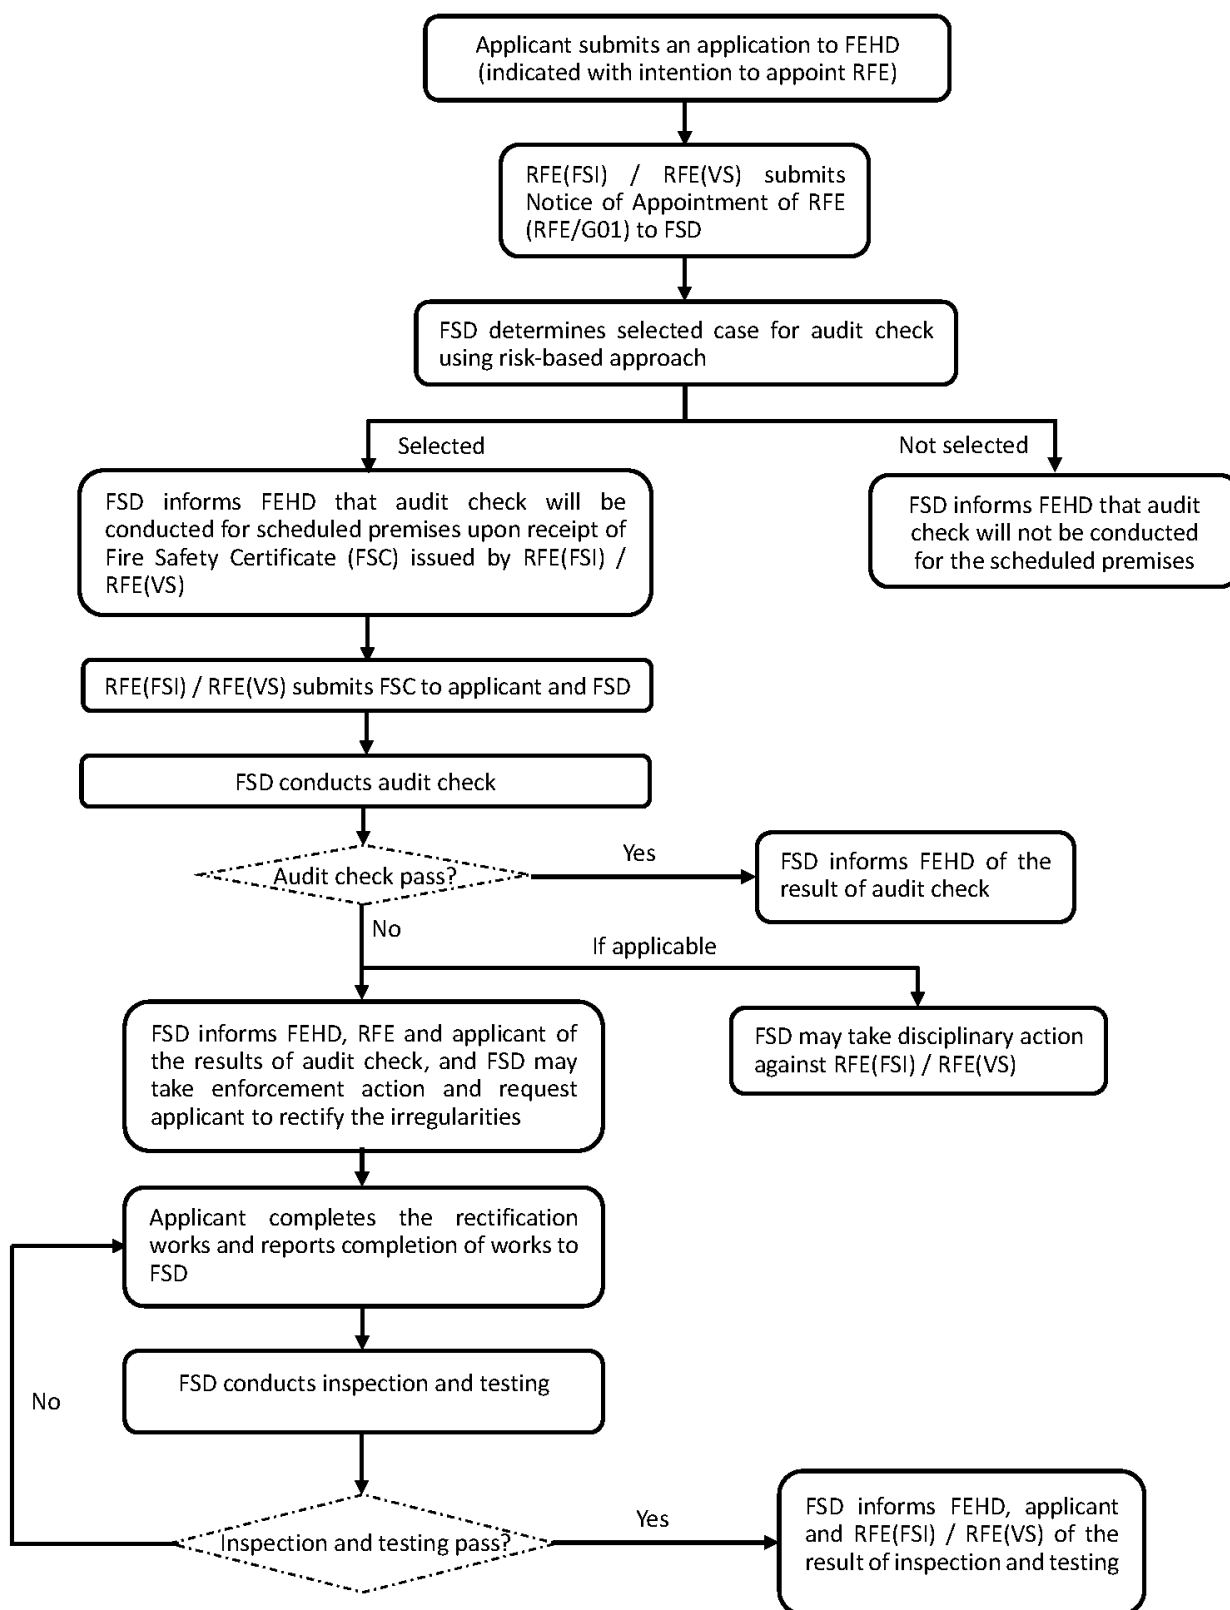 Applicant submits an application to FEHD
(indicated with intention to appoint RFE)
RFE(FSI) / RFE(VS) submits
Notice of Appointment of RFE
(RFE/G01) to FSD
FSD determines selected case for audit check
using risk-based approach
Selected
Not selected
FSD informs FEHD that audit check will be
conducted for scheduled premises upon receipt of
Fire Safety Certificate (FSC) issued by RFE(FSI) /
RFE(VS)
FSD informs FEHD that audit
check will not be conducted
for the scheduled premises
RFE(FSI) / RFE(VS) submits FSC to applicant and FSD
FSD conducts audit check
Audit check pass?
Yes
FSD informs FEHD of the
result of audit check
No
If applicable
FSD informs FEHD, RFE and applicant of
the results of audit check, and FSD may
take enforcement action and request
applicant to rectify the irregularities
FSD may take disciplinary action
against RFE(FSI) / RFE(VS)
Applicant completes the rectification
works and reports completion of works to
FSD
FSD conducts inspection and testing
No
Inspection and testing pass?
Yes
FSD informs FEHD, applicant
and RFE(FSI) / RFE(VS) of the
result of inspection and testing